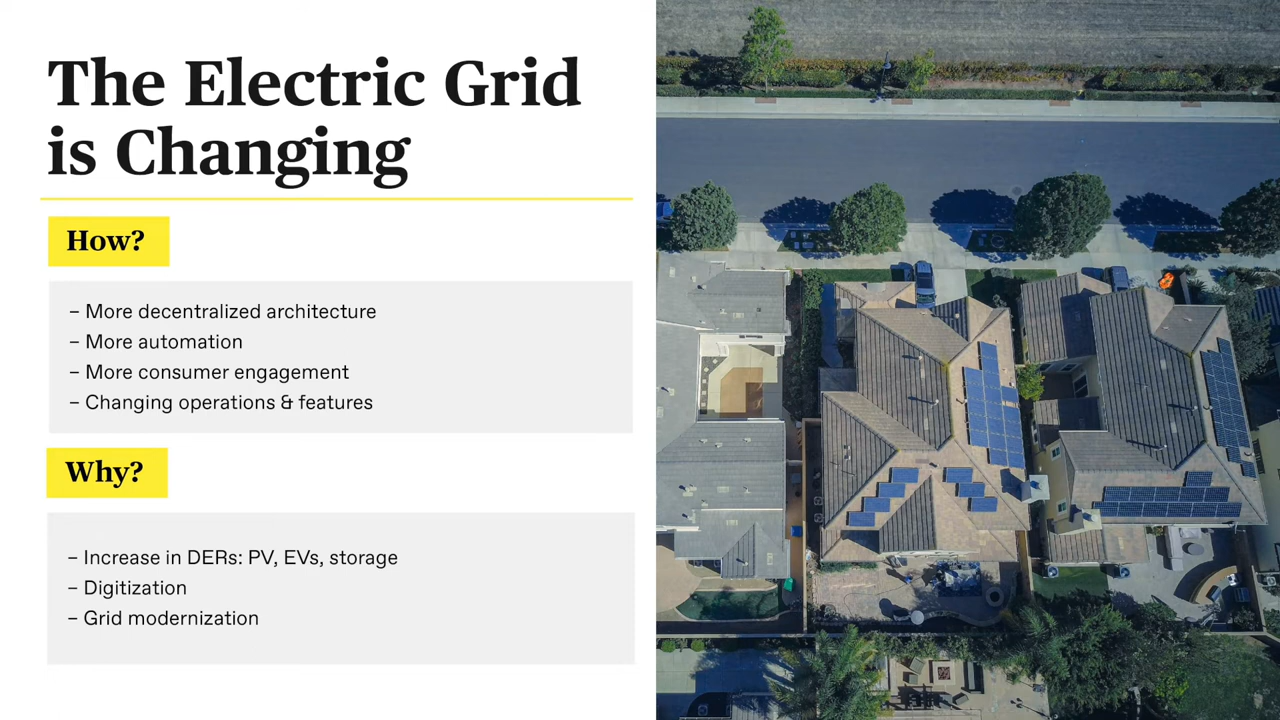 The Electric Grid
is Changing
How?
– More decentralized architecture
– More automation
– More consumer engagement
– Changing operations & features
Why?
– Increase in DERs: PV, EVs, storage
– Digitization
– Grid modernization